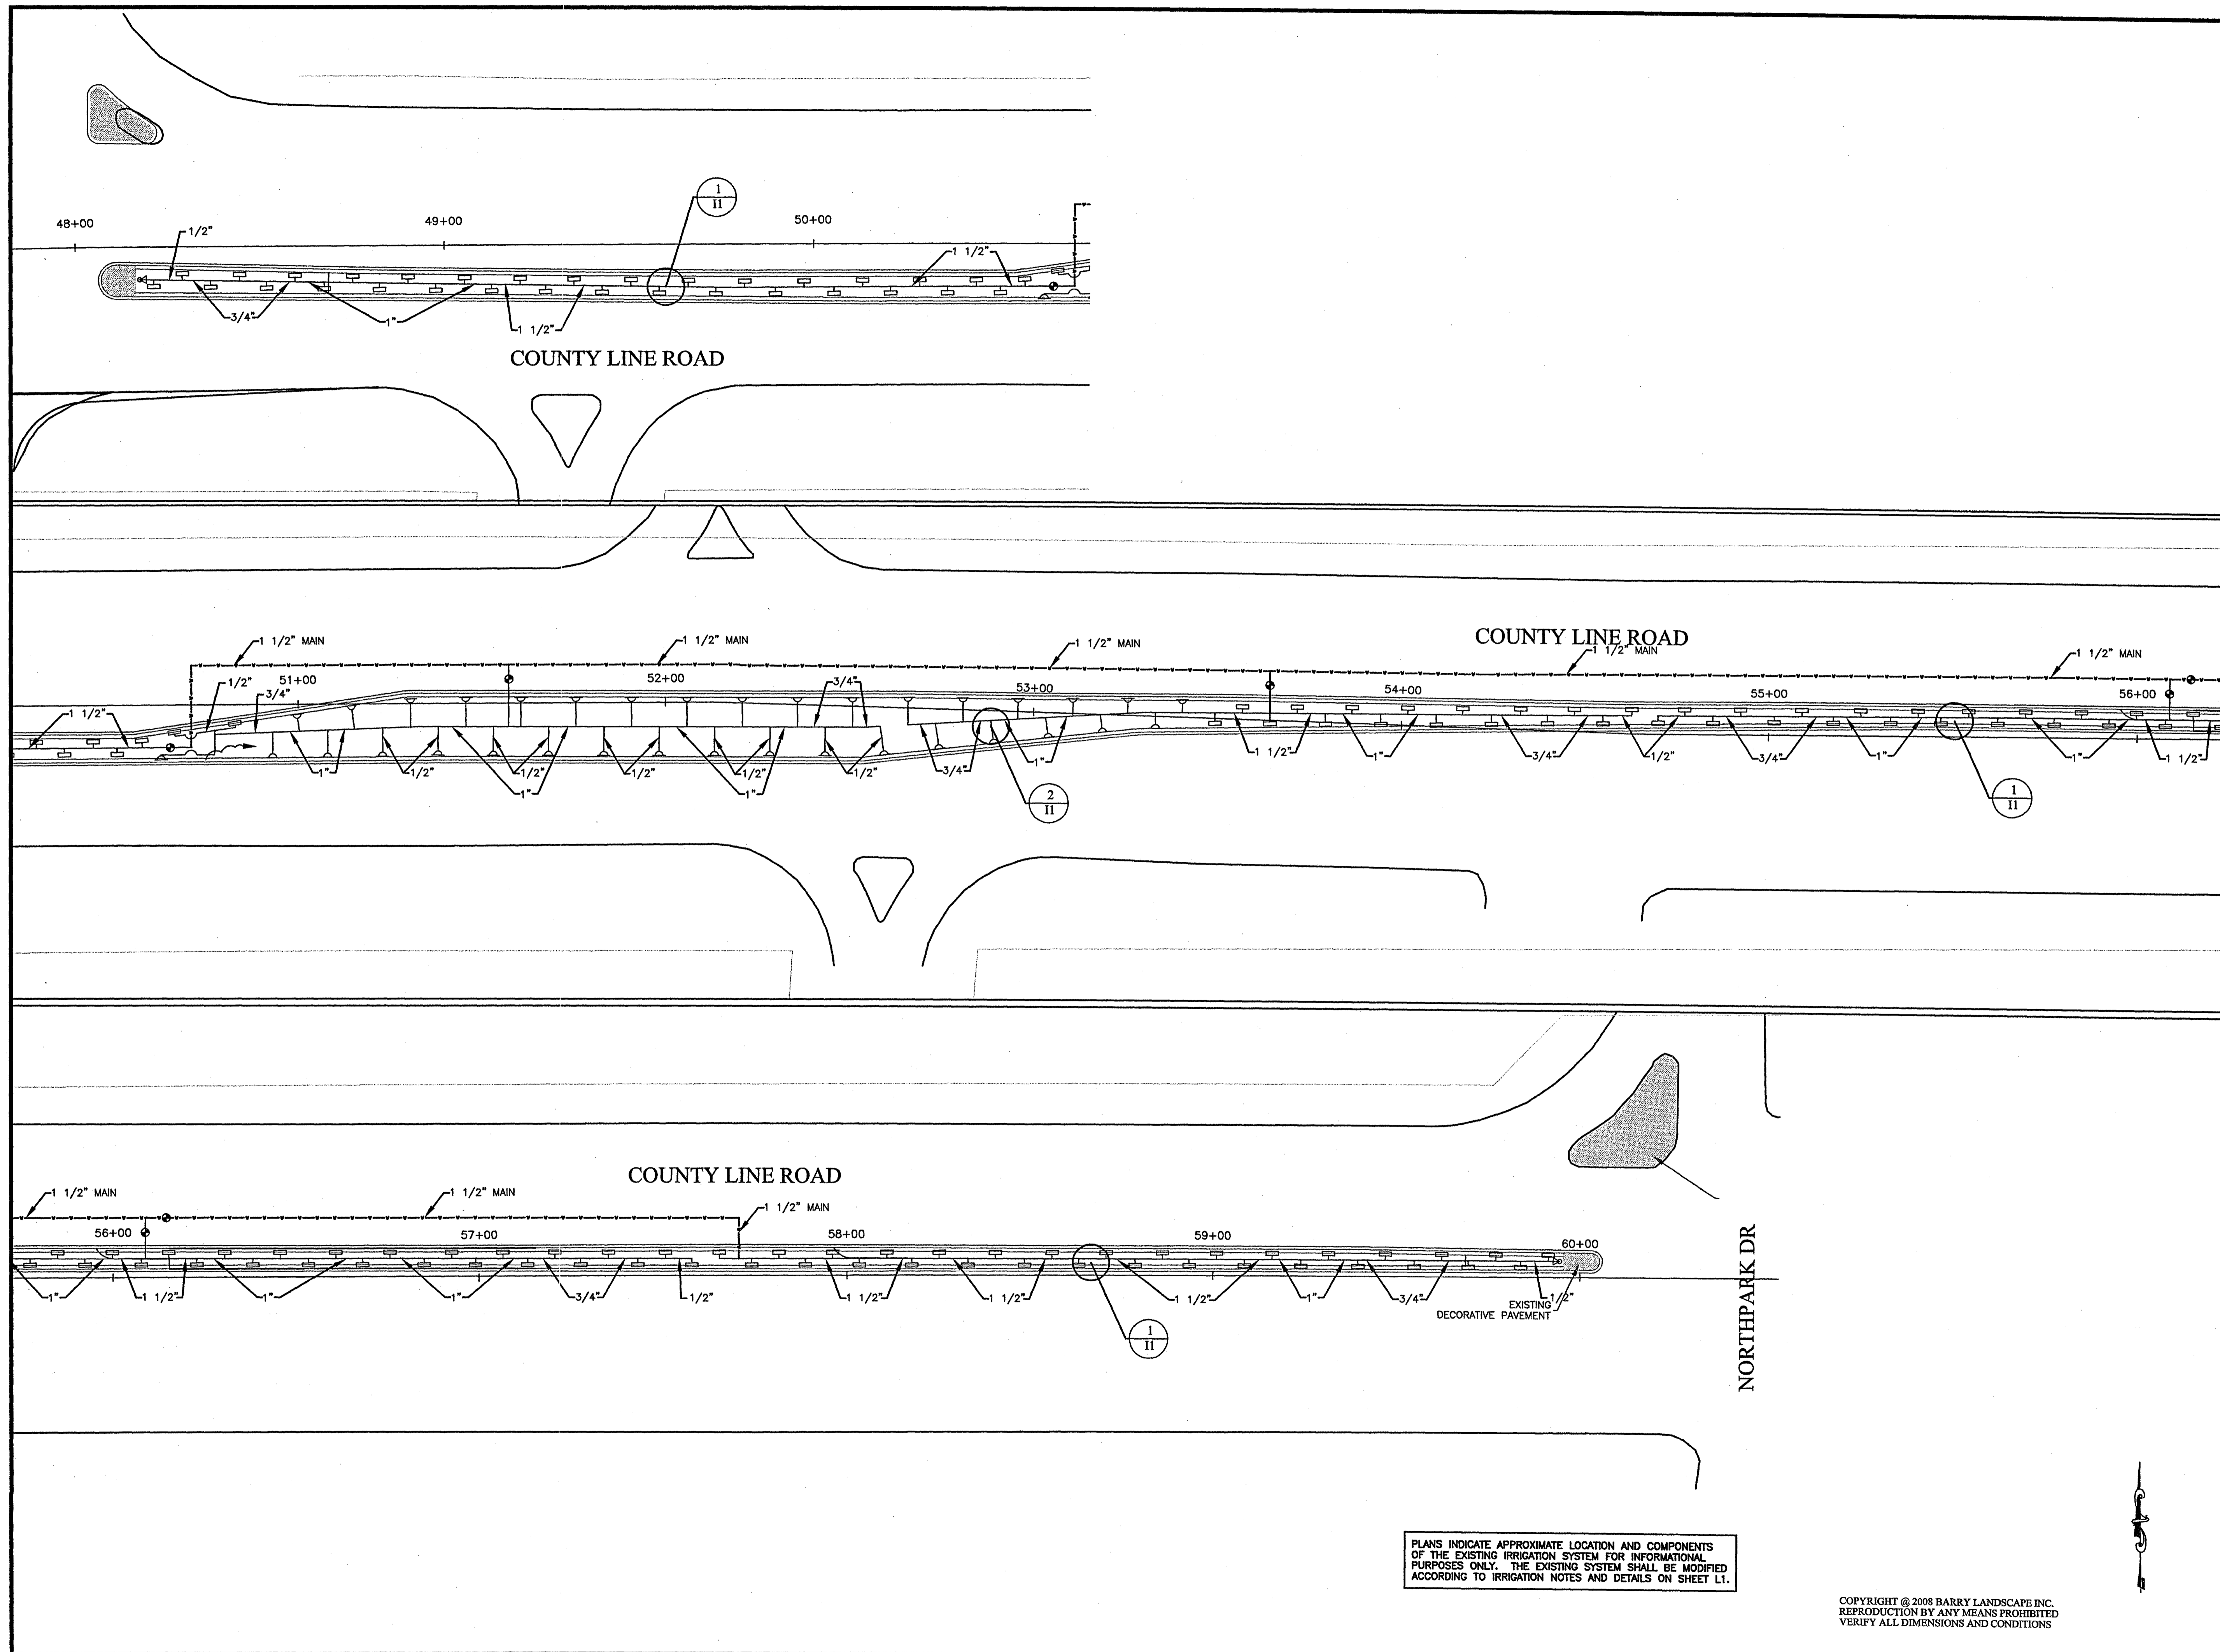 1
I1
48+00
49+00
50+00
1/2"
1 1/2"
3/4"
1"
1 1/2"
COUNTY LINE ROAD
COUNTY LINE ROAD
1 1/2" MAIN
1 1/2" MAIN
1 1/2" MAIN
1 1/2" MAIN
1 1/2" MAIN
51+00
52+00
53+00
54+00
55+00
56+00
1/2"
3/4"
3/4"
1 1/2"
1"
1/2"
1/2"
1/2"
1/2"
1/2"
1"
1"
3/4"
1"
1 1/2"
1"
3/4"
1/2"
3/4"
1"
1"
1 1/2"
2
I1
1
I1
COUNTY LINE ROAD
1 1/2" MAIN
1 1/2" MAIN
1 1/2" MAIN
56+00
57+00
58+00
59+00
60+00
1"
1 1/2"
1"
1"
3/4"
1/2"
1 1/2"
1 1/2"
1 1/2"
1"
3/4"
1/2"
EXISTING
DECORATIVE PAVEMENT
1
I1
NORTHPARK DR
PLANS INDICATE APPROXIMATE LOCATION AND COMPONENTS
OF THE EXISTING IRRIGATION SYSTEM FOR INFORMATIONAL
PURPOSES ONLY. THE EXISTING SYSTEM SHALL BE MODIFIED
ACCORDING TO IRRIGATION NOTES AND DETAILS ON SHEET L1.
COPYRIGHT @ 2008 BARRY LANDSCAPE INC.
REPRODUCTION BY ANY MEANS PROHIBITED
VERIFY ALL DIMENSIONS AND CONDITIONS